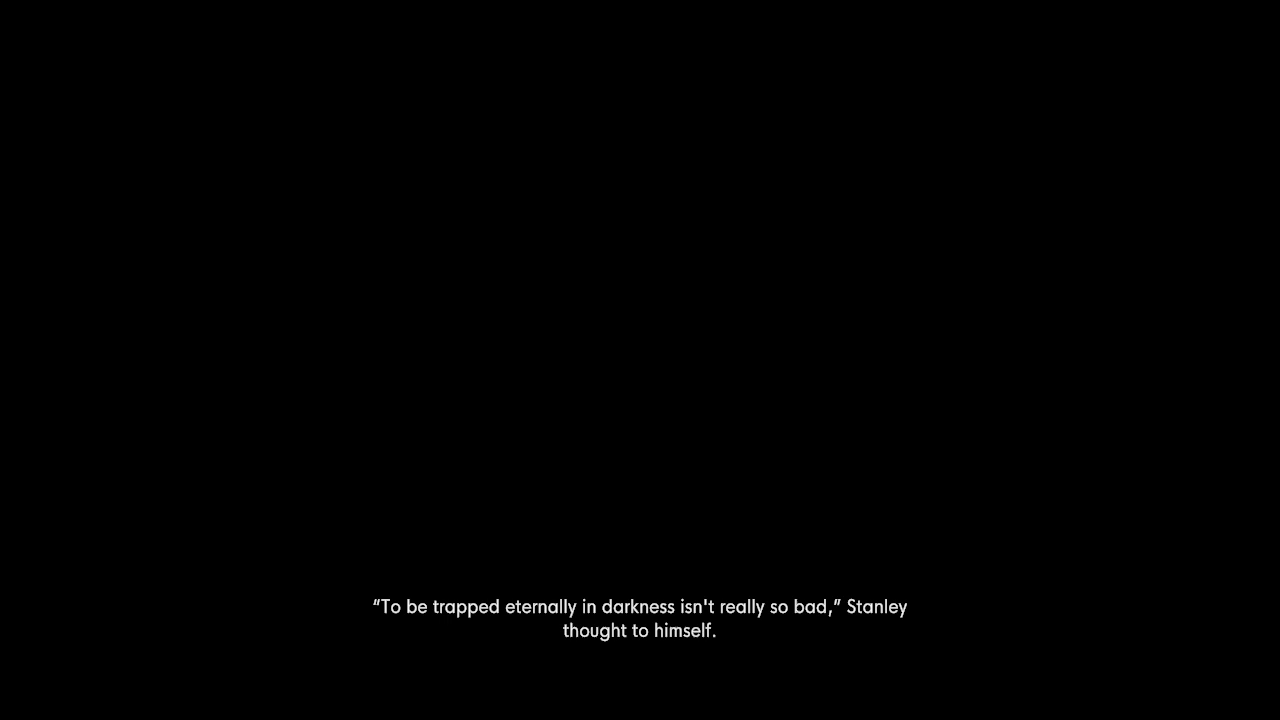 “To be trapped eternally in darkness isn't really so bad,” Stanley
thought to himself.